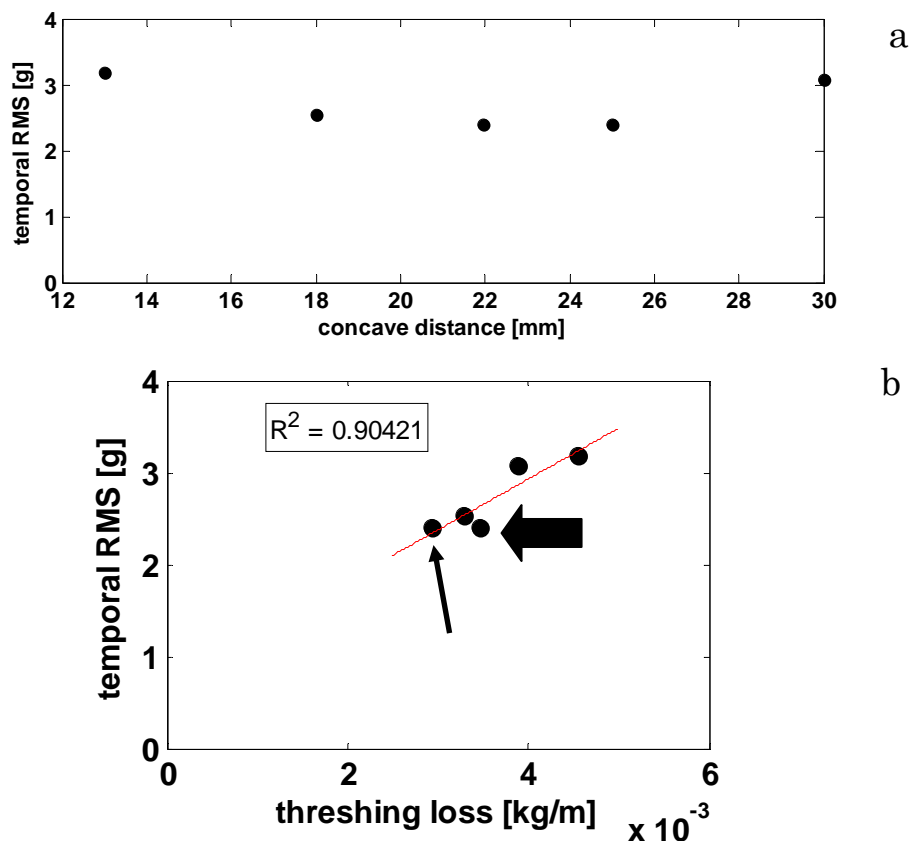 a
temporal RMS [g]
4
3
2
1
0
12 14 16 18 20 22 24 26 28 30
concave distance [mm]
b
temporal RMS [g]
4
3
2
1
0
R2 = 0.90421
0 2 4 6
threshing loss [kg/m]
x 10-3